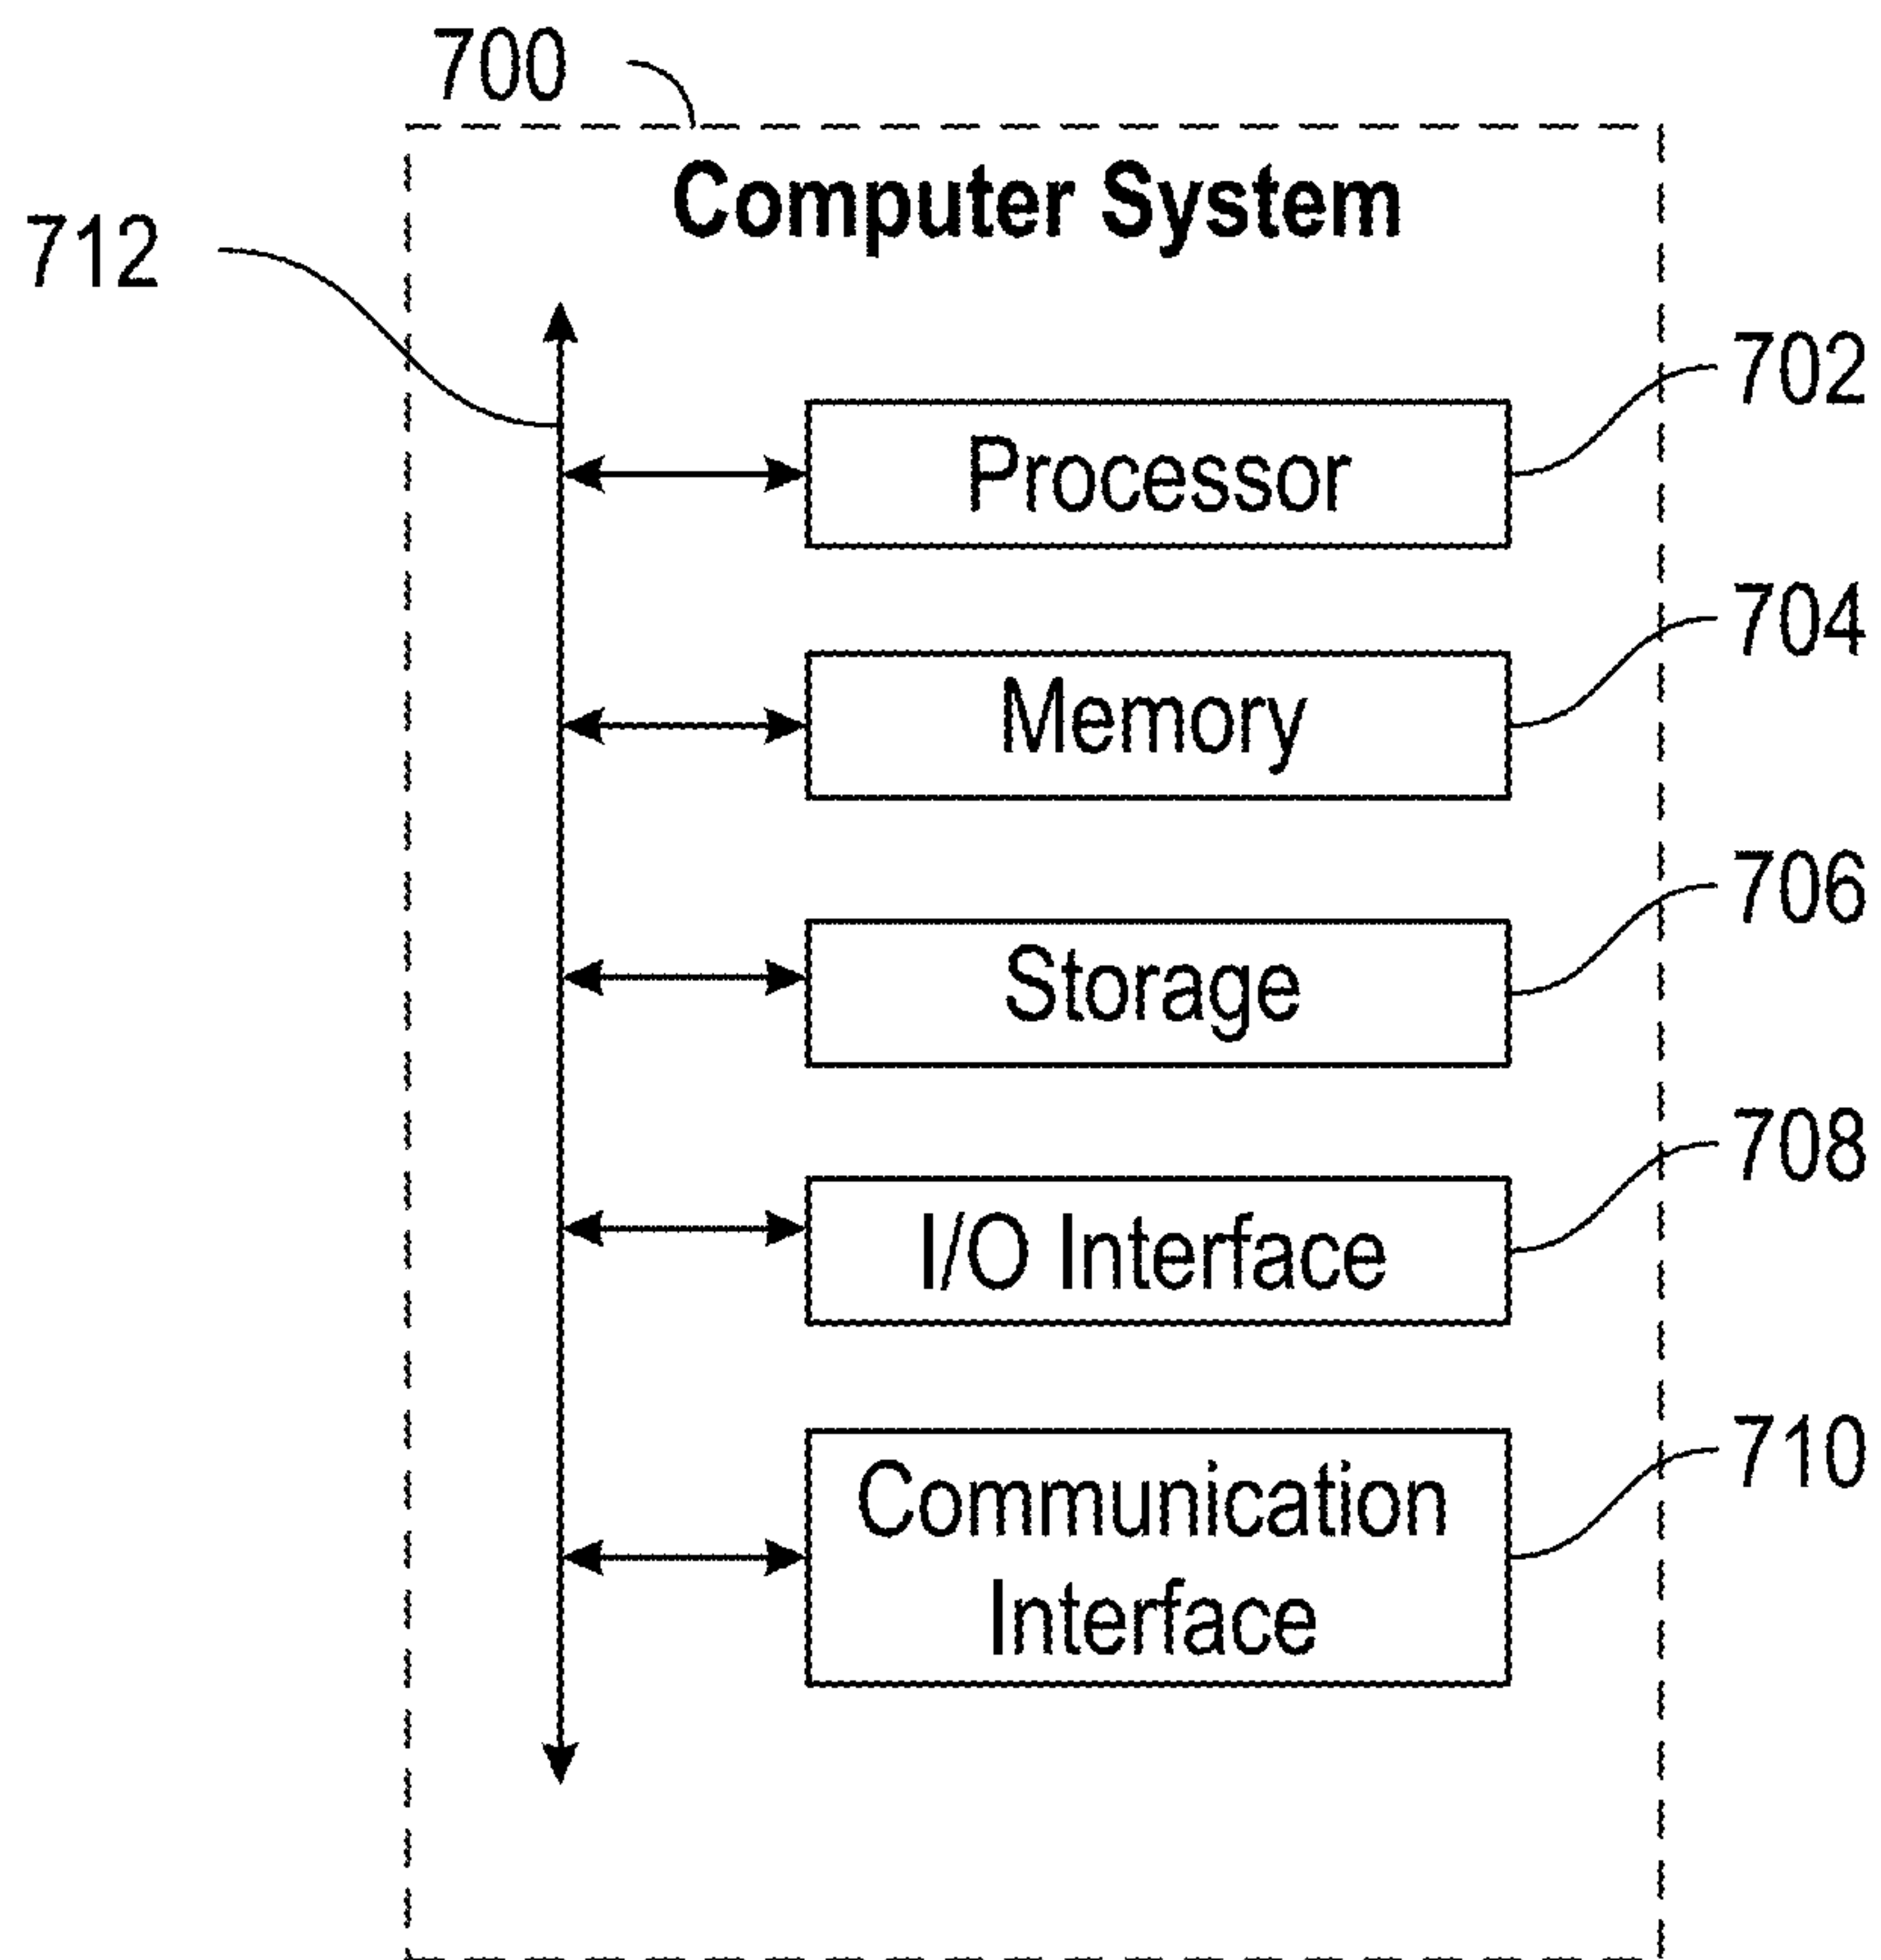 700
Computer System
712
702
Processor
704
Memory
706
Storage
708
I/O Interface
710
Communication
Interface